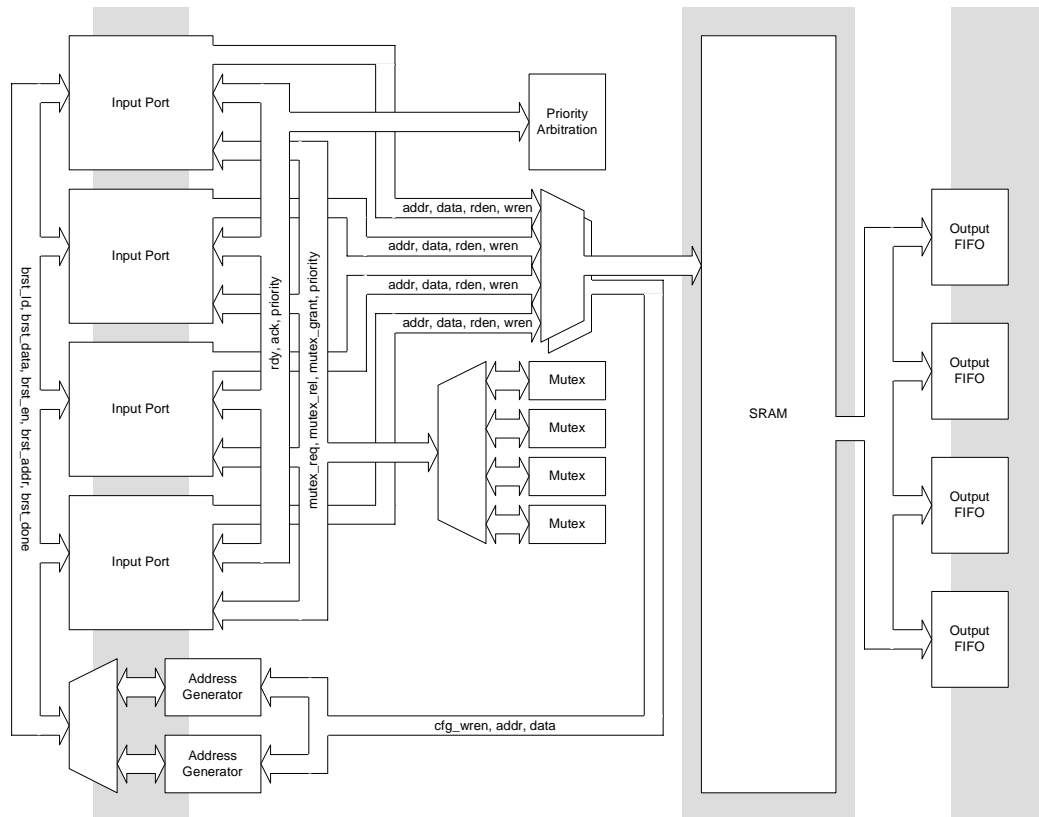 Input Port
Priority
Arbitration
addr, data, rden, wren
Output
FIFO
Input Port
addr, data, rden, wren
addr, data, rden, wren
addr, data, rden, wren
brst_ld, brst_data, brst_en, brst_addr, brst_done
rdy, ack, priority
mutex_req, mutex_rel, mutex_grant, priority
Output
FIFO
Input Port
Mutex
Mutex
Mutex
Mutex
SRAM
Output
FIFO
Input Port
Output
FIFO
Address
Generator
cfg_wren, addr, data
Address
Generator